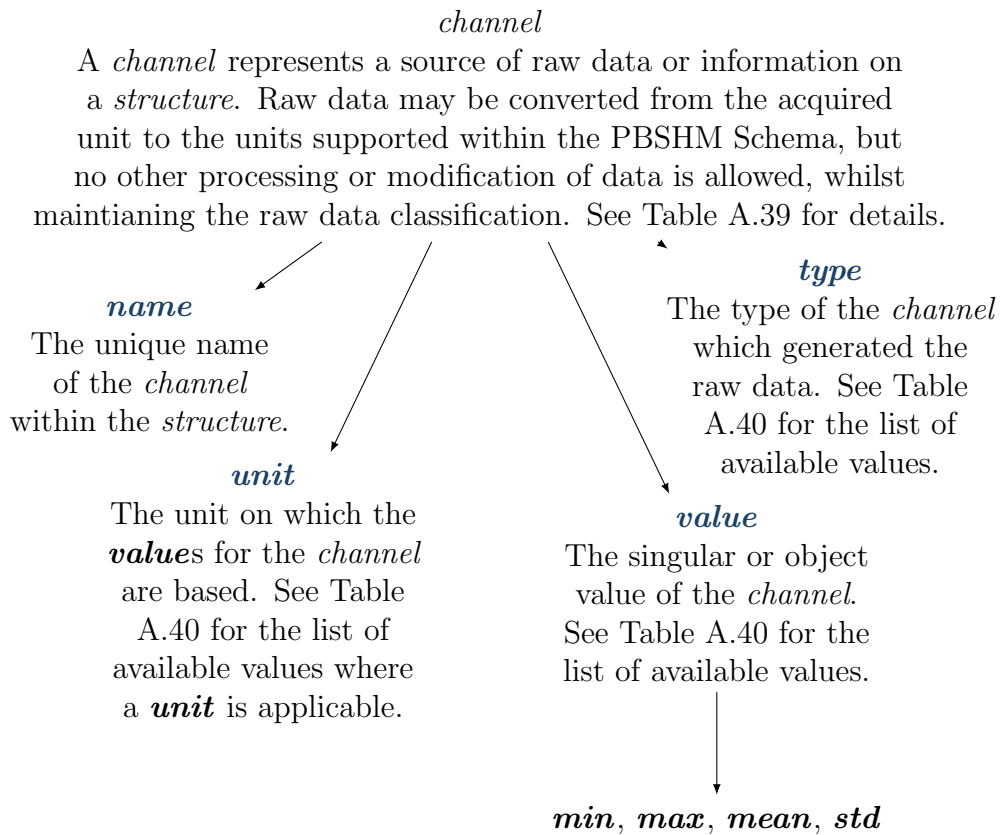 channel
A channel represents a source of raw data or information on
a structure. Raw data may be converted from the acquired
unit to the units supported within the PBSHM Schema, but
no other processing or modification of data is allowed, whilst
maintianing the raw data classification. See Table A.39 for details.
name
The unique name
of the channel
within the structure.
unit
The unit on which the
values for the channel
are based. See Table
A.40 for the list of
available values where
a unit is applicable.
value
The singular or object
value of the channel.
See Table A.40 for the
list of available values.
min, max, mean, std
type
The type of the channel
which generated the
raw data. See Table
A.40 for the list of
available values.